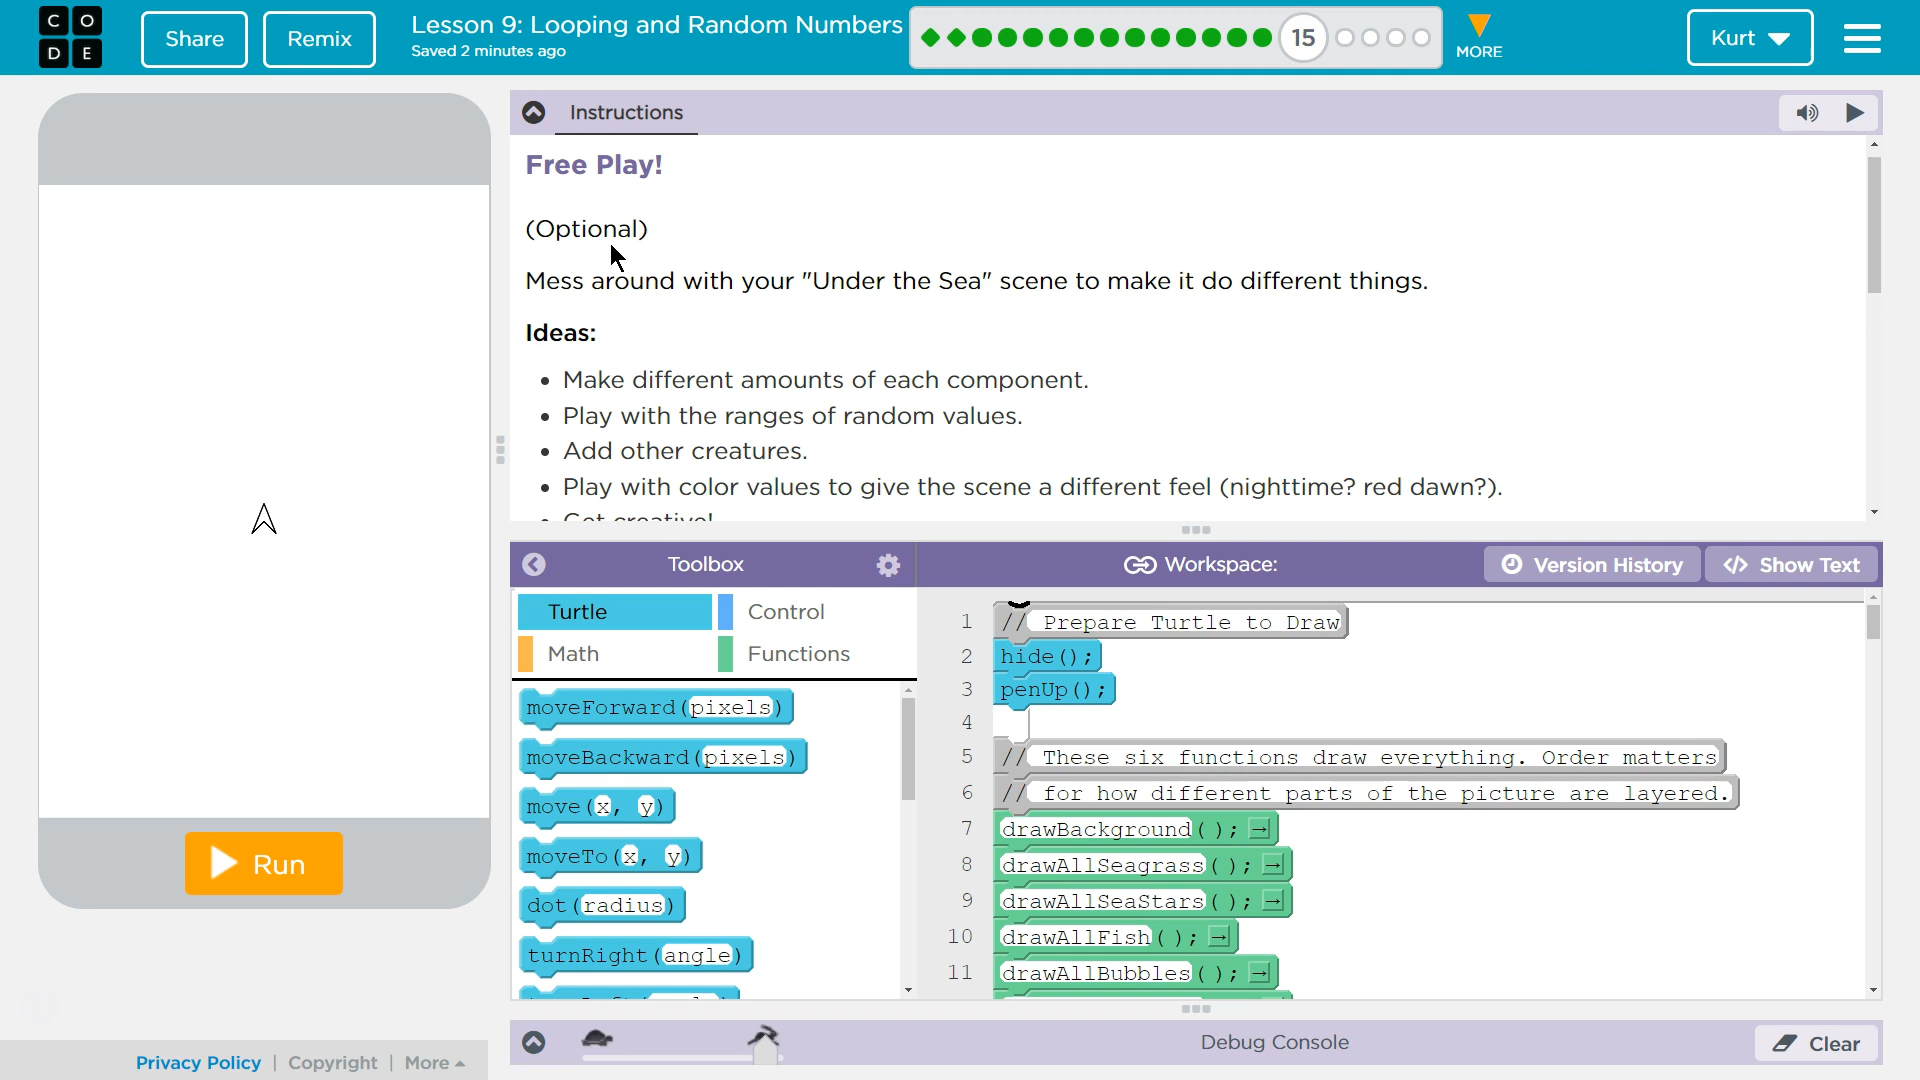 CODE
Share
Remix
Lesson 9: Looping and Random Numbers
Saved 2 minutes ago
15
MORE
Kurt
Instructions
Free Play!
(Optional)
Mess around with your "Under the Sea" scene to make it do different things.
Ideas:
Make different amounts of each component.
Play with the ranges of random values.
Add other creatures.
Play with color values to give the scene a different feel (nighttime? red dawn?).
Get creative!
Run
Toolbox
Workspace:
Version History
</> Show Text
Turtle
Control
Math
Functions
moveForward(pixels)
moveBackward(pixels)
move(x, y)
moveTo(x, y)
dot(radius)
turnRight(angle)
1 // Prepare Turtle to Draw
2 hide();
3 penUp();
4
5 // These six functions draw everything. Order matters
6 // for how different parts of the picture are layered.
7 drawBackground();
8 drawAllSeagrass();
9 drawAllSeaStars();
10 drawAllFish();
11 drawAllBubbles();
Debug Console
Clear
Privacy Policy | Copyright | More